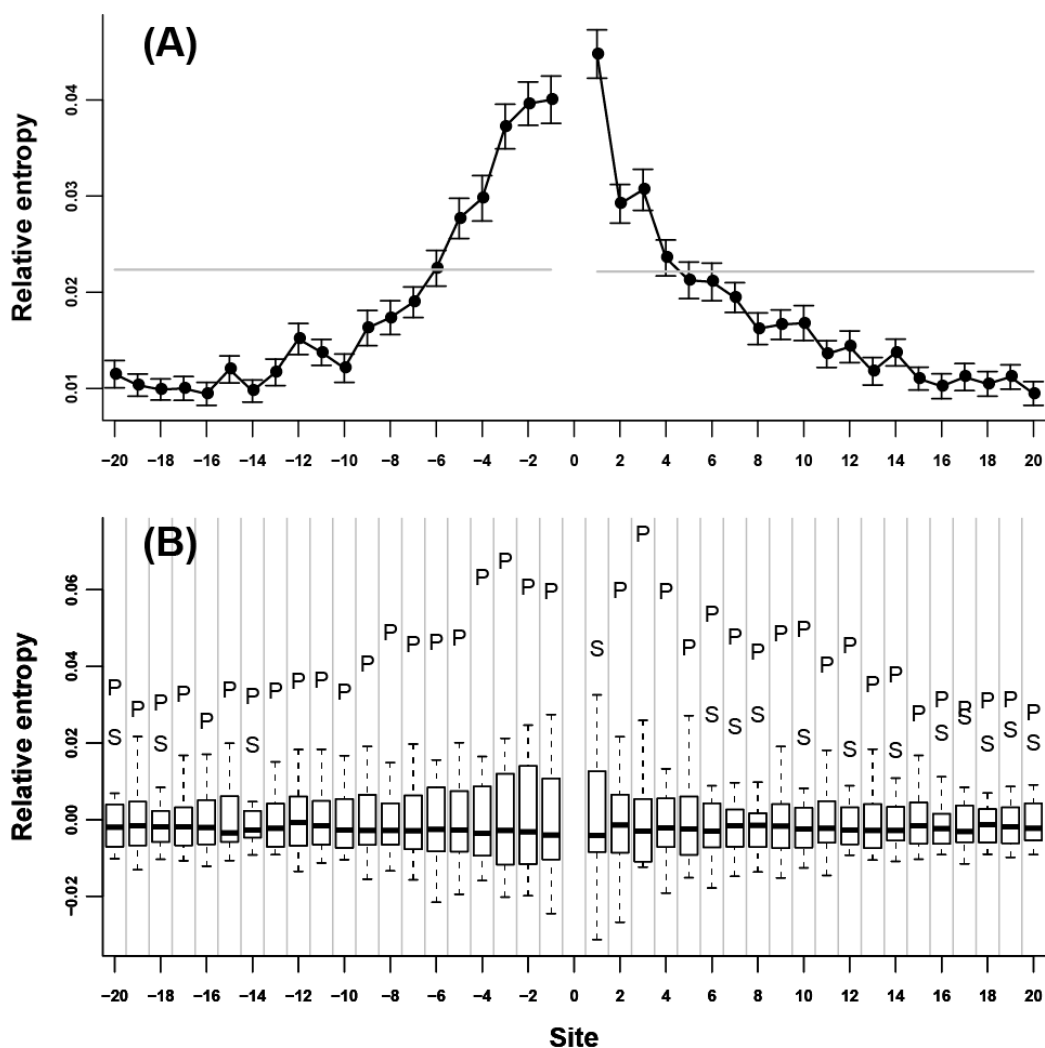 (A)
Relative entropy
0.04
0.03
0.02
0.01
−20 −18 −16 −14 −12 −10 −8 −6 −4 −2 0 2 4 6 8 10 12 14 16 18 20
(B)
Relative entropy
0.06
0.04
0.02
0.00
−0.02
P
P P
P P P P
P P P
P
P P P P
P
P P P P P P P P P P P P P P P P P P P P P P P P
S S S S S S S S S S S S S S S
−20 −18 −16 −14 −12 −10 −8 −6 −4 −2 0 2 4 6 8 10 12 14 16 18 20
Site